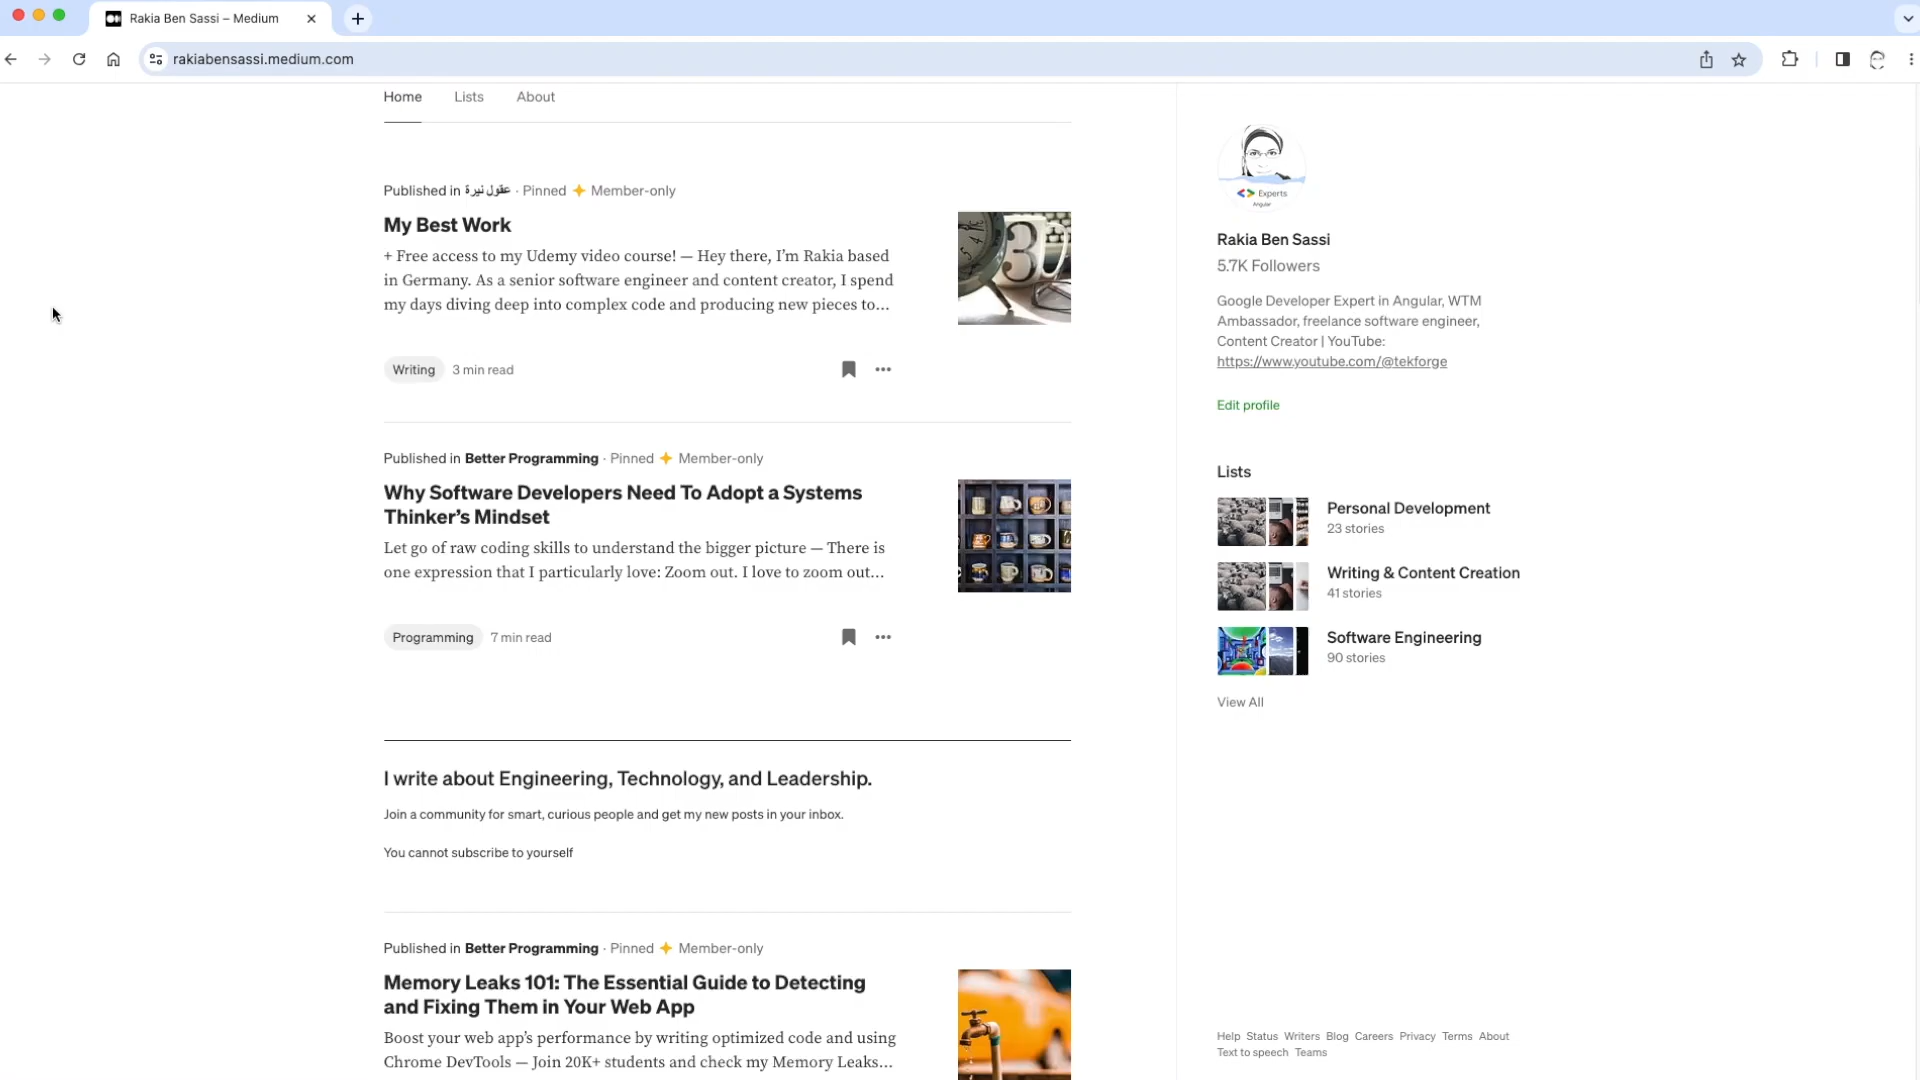 Rakia Ben Sassi – Medium
rakiabensassi.medium.com
Home Lists About
Published in عقول نيرة · Pinned Member-only
My Best Work
+ Free access to my Udemy video course! — Hey there, I’m Rakia based
in Germany. As a senior software engineer and content creator, I spend
my days diving deep into complex code and producing new pieces to…
Writing 3 min read
Published in Better Programming · Pinned Member-only
Why Software Developers Need To Adopt a Systems
Thinker’s Mindset
Let go of raw coding skills to understand the bigger picture — There is
one expression that I particularly love: Zoom out. I love to zoom out…
Programming 7 min read
I write about Engineering, Technology, and Leadership.
Join a community for smart, curious people and get my new posts in your inbox.
You cannot subscribe to yourself
Published in Better Programming · Pinned Member-only
Memory Leaks 101: The Essential Guide to Detecting
and Fixing Them in Your Web App
Boost your web app’s performance by writing optimized code and using
Chrome DevTools — Join 20K+ students and check my Memory Leaks…
30
Experts
Angular
Rakia Ben Sassi
5.7K Followers
Google Developer Expert in Angular, WTM
Ambassador, freelance software engineer,
Content Creator | YouTube:
https://www.youtube.com/@tekforge
Edit profile
Lists
Personal Development
23 stories
Writing & Content Creation
41 stories
Software Engineering
90 stories
View All
Help Status Writers Blog Careers Privacy Terms About
Text to speech Teams